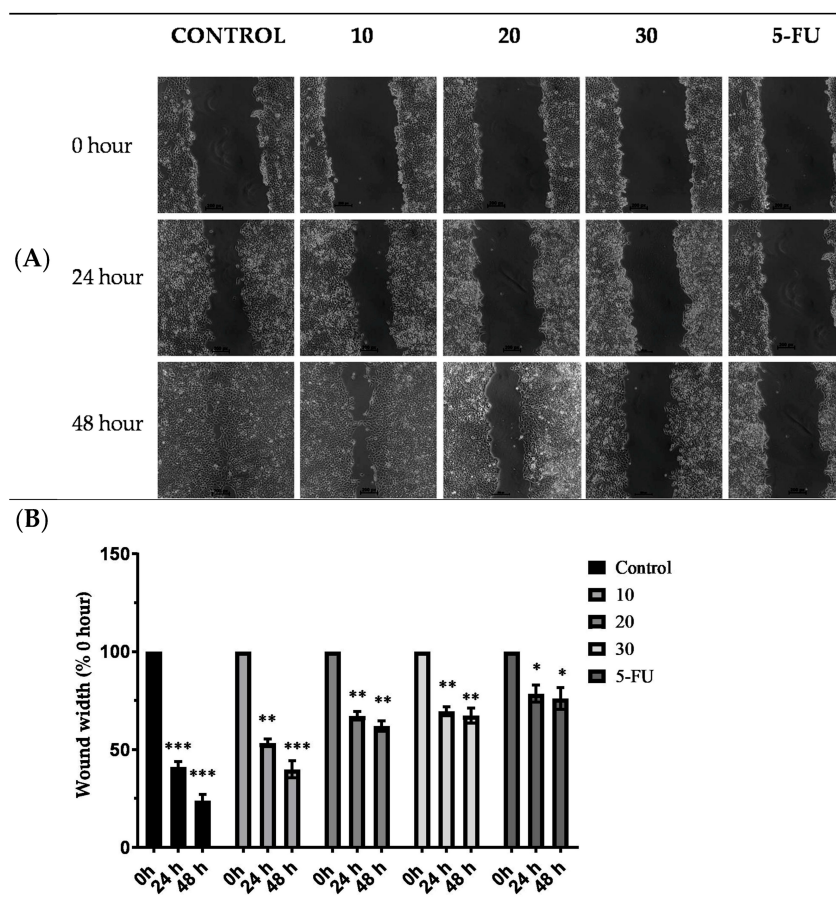 CONTROL 10 20 30 5-FU
0 hour
(A) 24 hour
48 hour
(B)
150
100
50
0
Wound width (% 0 hour)
*** *** ** *** ** ** ** ** * *
0h 24 h 48 h 0h 24 h 48 h 0h 24 h 48 h 0h 24 h 48 h 0h 24 h 48 h
Control
10
20
30
5-FU